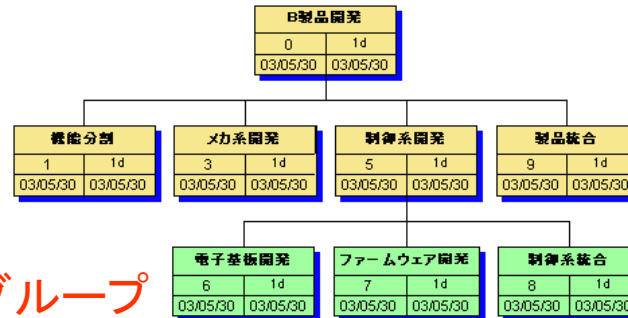 B製品開発
0 1d
03/05/30 03/05/30
機能分割 メカ系開発 制御系開発 製品統合
1 1d 3 1d 5 1d 9 1d
03/05/30 03/05/30 03/05/30 03/05/30 03/05/30 03/05/30 03/05/30 03/05/30
電子基板開発 ファームウェア開発 制御系統合
6 1d 7 1d 8 1d
03/05/30 03/05/30 03/05/30 03/05/30 03/05/30 03/05/30
グループ